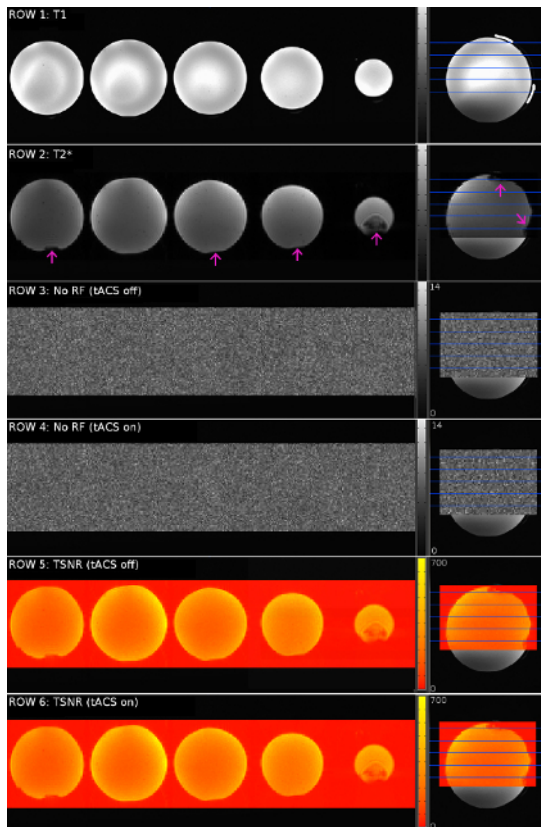 ROW 1: T1
ROW 2: T2*
ROW 3: No RF (tACS off)
14
0
ROW 4: No RF (tACS on)
14
0
ROW 5: TSNR (tACS off)
700
0
ROW 6: TSNR (tACS on)
700
0